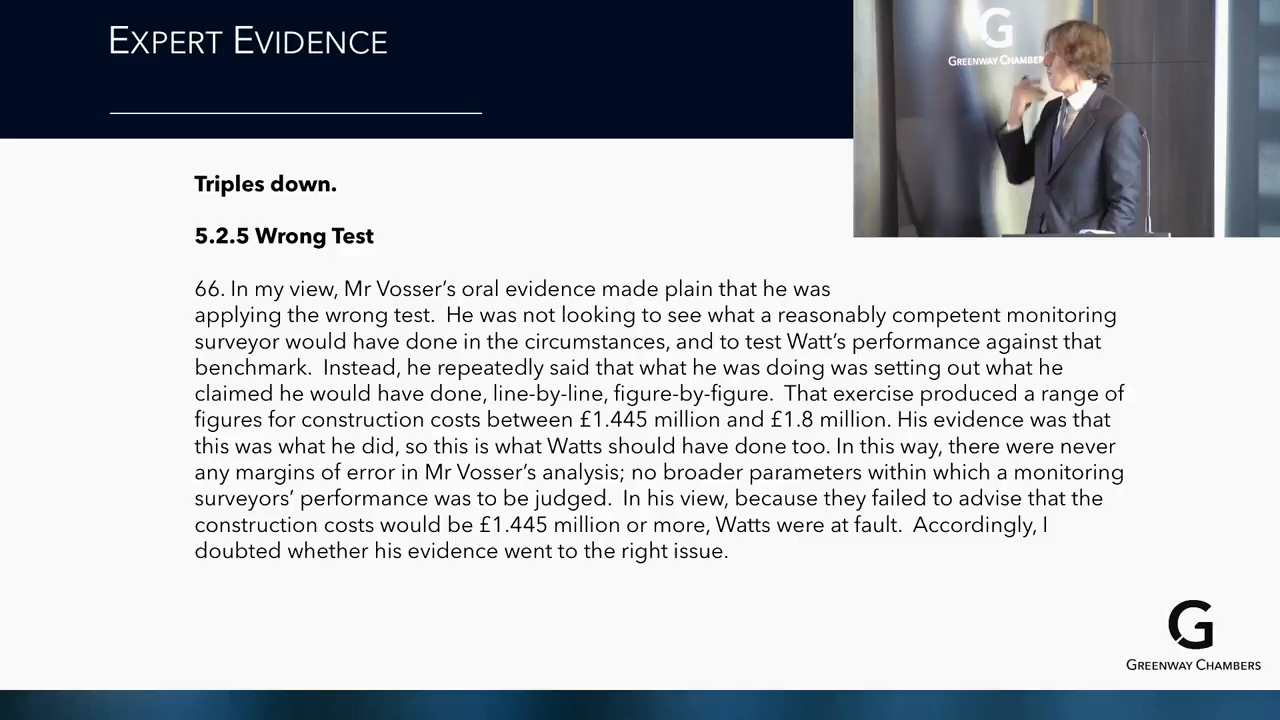 EXPERT EVIDENCE
G
GREENWAY CHAMBER
Triples down.
5.2.5 Wrong Test
66. In my view, Mr Vosser’s oral evidence made plain that he was
applying the wrong test.  He was not looking to see what a reasonably competent monitoring
surveyor would have done in the circumstances, and to test Watt’s performance against that
benchmark.  Instead, he repeatedly said that what he was doing was setting out what he
claimed he would have done, line-by-line, figure-by-figure.  That exercise produced a range of
figures for construction costs between £1.445 million and £1.8 million. His evidence was that
this was what he did, so this is what Watts should have done too. In this way, there were never
any margins of error in Mr Vosser’s analysis; no broader parameters within which a monitoring
surveyors’ performance was to be judged.  In his view, because they failed to advise that the
construction costs would be £1.445 million or more, Watts were at fault.  Accordingly, I
doubted whether his evidence went to the right issue.
G
GREENWAY CHAMBERS